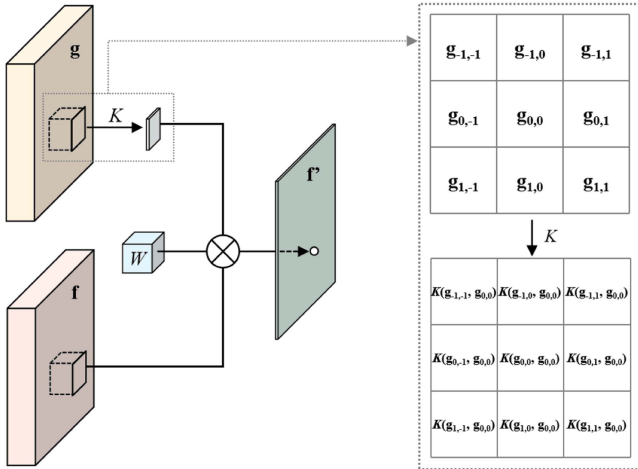 g
K
f'
W
f
g-1,-1 g-1,0 g-1,1
g0,-1 g0,0 g0,1
g1,-1 g1,0 g1,1
K
K(g-1,-1, g0,0) K(g-1,0, g0,0) K(g-1,1, g0,0)
K(g0,-1, g0,0) K(g0,0, g0,0) K(g0,1, g0,0)
K(g1,-1, g0,0) K(g1,0, g0,0) K(g1,1, g0,0)